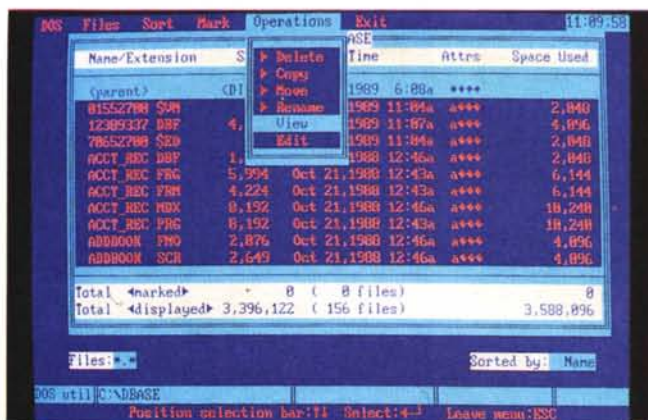 DOS Files Sort Mark Operations Exit 11:09:58
ASE
Name/Extension S Time Attrs Space Used
Delete
Copy
Move
Rename
View
Edit
(parent) <DI 1989 6:08a ****
01552700 $VM 1989 11:04a a*** 2,048
12309337 DBF 4, 1989 11:07a a*** 4,096
70652700 $ED 1989 11:04a a*** 2,048
ACCT_REC DBF 1, 1988 12:46a a*** 2,048
ACCT_REC FRG 5,994 Oct 21,1988 12:43a a*** 6,144
ACCT_REC FRM 4,224 Oct 21,1988 12:43a a*** 6,144
ACCT_REC MDX 8,192 Oct 21,1988 12:46a a*** 10,240
ACCT_REC PRG 8,192 Oct 21,1988 12:43a a*** 10,240
ADDBOOK FMO 2,076 Oct 21,1988 12:46a a*** 4,096
ADDBOOK SCR 2,649 Oct 21,1988 12:46a a*** 4,096
Total ◄marked► 0 ( 0 files) 0
Total ◄displayed► 3,396,122 ( 156 files) 3,588,096
Files:*.* Sorted by: Name
DOS util C:\DBASE
Position selection bar:↑↓ Select:↵ Leave menu:ESC